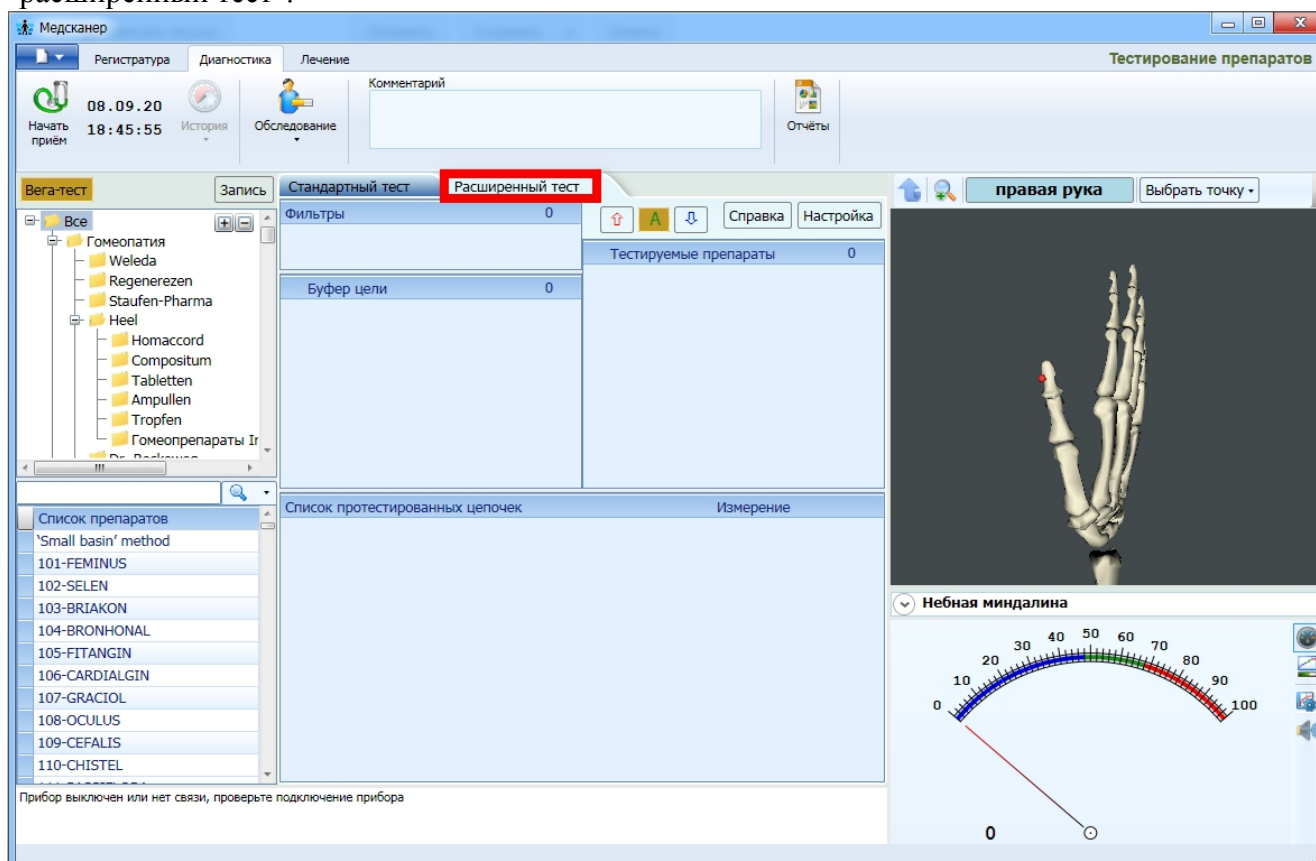 расширенный тест".
Медсканер
Регистратура Диагностика Лечение
Тестирование препаратов
Начать приём
08.09.20
18:45:55
История
Обследование
Комментарий
Отчёты
Вега-тест
Запись
Стандартный тест
Расширенный тест
правая рука
Выбрать точку
Все
Гомеопатия
Weleda
Regenerezen
Staufen-Pharma
Heel
Homaccord
Compositum
Tabletten
Ampullen
Tropfen
Гомеопрепараты Ir
Фильтры 0
А
Справка
Настройка
Буфер цели 0
Тестируемые препараты 0
Список препаратов
‘Small basin’ method
101-FEMINUS
102-SELEN
103-BRIAKON
104-BRONHONAL
105-FITANGIN
106-CARDIALGIN
107-GRACIOL
108-OCULUS
109-CEFALIS
110-CHISTEL
Список протестированных цепочек Измерение
Небная миндалина
0 10 20 30 40 50 60 70 80 90 100
0
Прибор выключен или нет связи, проверьте подключение прибора